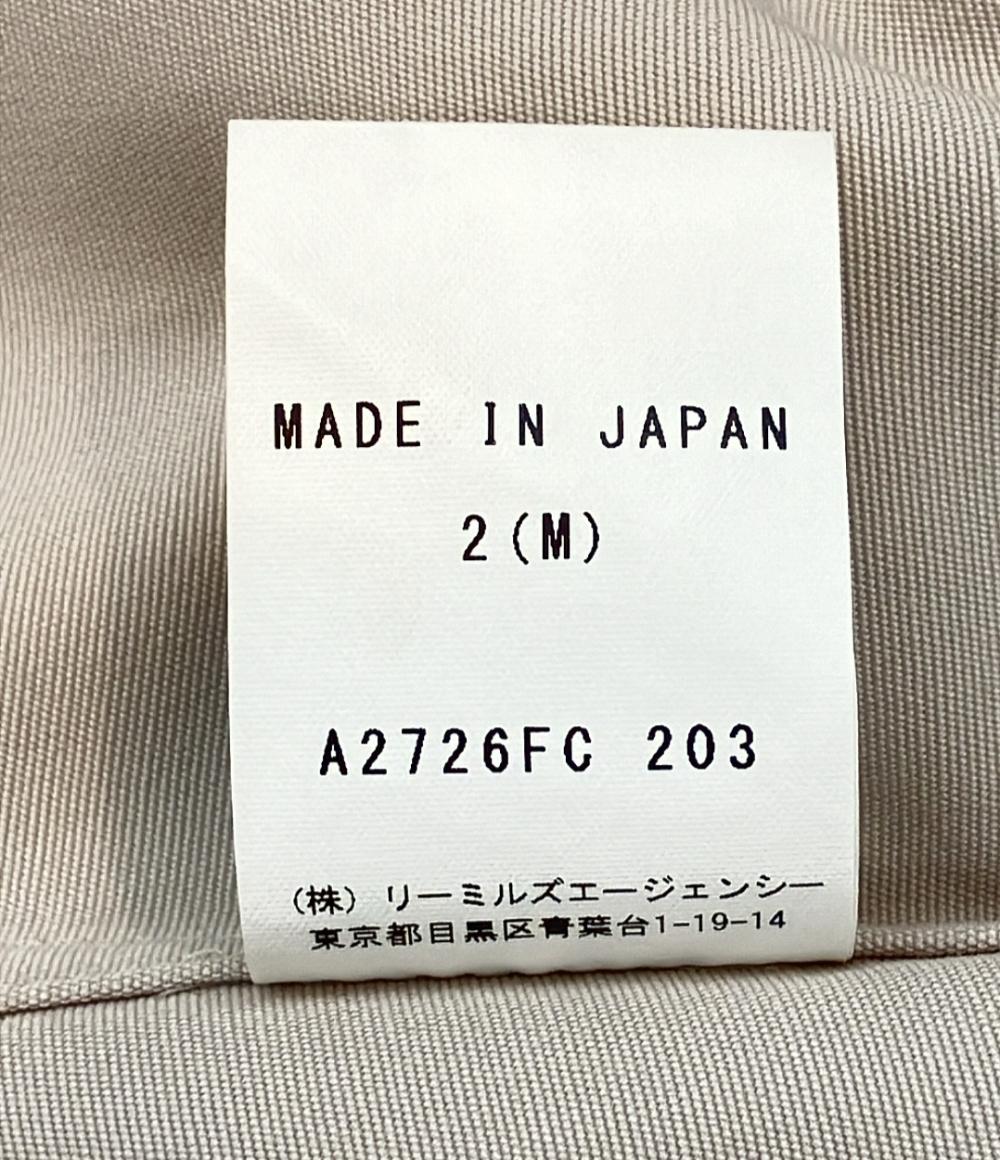 MADE IN JAPAN
2(M)
A2726FC 203
(株) リーミルズエージェンシー
東京都目黒区青葉台1-19-14